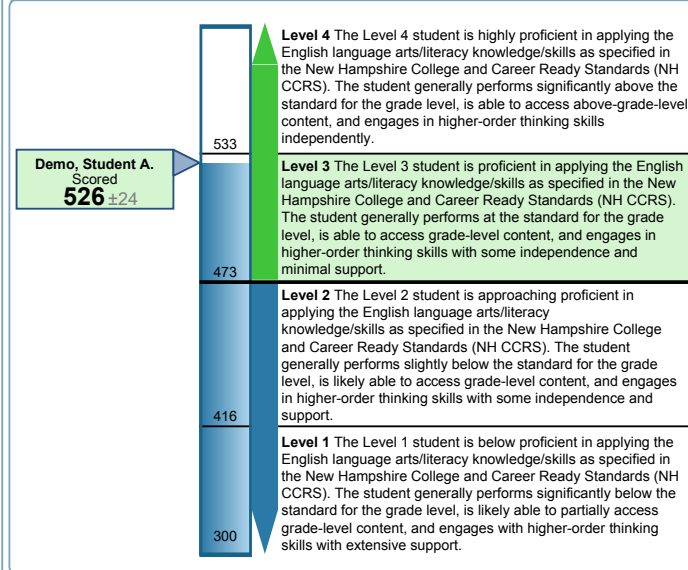 Level 4 The Level 4 student is highly proficient in applying the
English language arts/literacy knowledge/skills as specified in
the New Hampshire College and Career Ready Standards (NH
CCRS). The student generally performs significantly above the
standard for the grade level, is able to access above-grade-level
content, and engages in higher-order thinking skills
independently.
533
Demo, Student A.
Scored
526 ±24
Level 3 The Level 3 student is proficient in applying the English
language arts/literacy knowledge/skills as specified in the New
Hampshire College and Career Ready Standards (NH CCRS).
The student generally performs at the standard for the grade
level, is able to access grade-level content, and engages in
higher-order thinking skills with some independence and
minimal support.
473
Level 2 The Level 2 student is approaching proficient in
applying the English language arts/literacy
knowledge/skills as specified in the New Hampshire College
and Career Ready Standards (NH CCRS). The student
generally performs slightly below the standard for the grade
level, is likely able to access grade-level content, and engages
in higher-order thinking skills with some independence and
support.
416
Level 1 The Level 1 student is below proficient in applying the
English language arts/literacy knowledge/skills as specified in
the New Hampshire College and Career Ready Standards (NH
CCRS). The student generally performs significantly below the
standard for the grade level, is likely able to partially access
grade-level content, and engages with higher-order thinking
skills with extensive support.
300